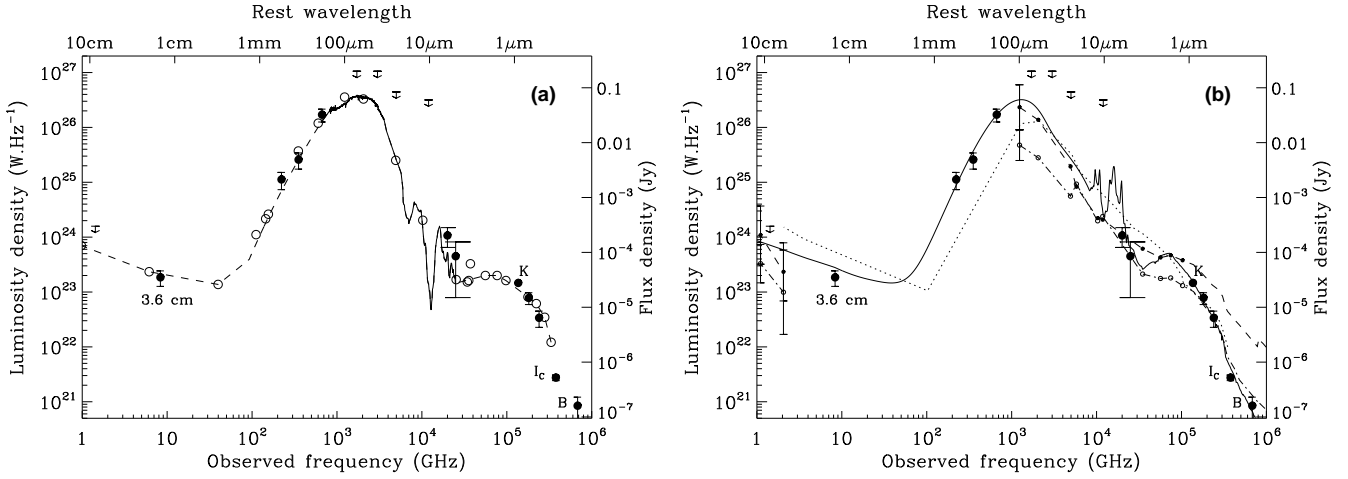 Rest wavelength
10cm 1cm 1mm 100μm 10μm 1μm
(a)
Luminosity density (W.Hz⁻¹)
10²⁷
10²⁶
10²⁵
10²⁴
10²³
10²²
10²¹
3.6 cm
K
I_C
B
0.1
0.01
10⁻³
10⁻⁴
10⁻⁵
10⁻⁶
10⁻⁷
Flux density (Jy)
1 10 10² 10³ 10⁴ 10⁵ 10⁶
Observed frequency (GHz)
Rest wavelength
10cm 1cm 1mm 100μm 10μm 1μm
(b)
Luminosity density (W.Hz⁻¹)
10²⁷
10²⁶
10²⁵
10²⁴
10²³
10²²
10²¹
3.6 cm
K
I_C
B
0.1
0.01
10⁻³
10⁻⁴
10⁻⁵
10⁻⁶
10⁻⁷
Flux density (Jy)
1 10 10² 10³ 10⁴ 10⁵ 10⁶
Observed frequency (GHz)